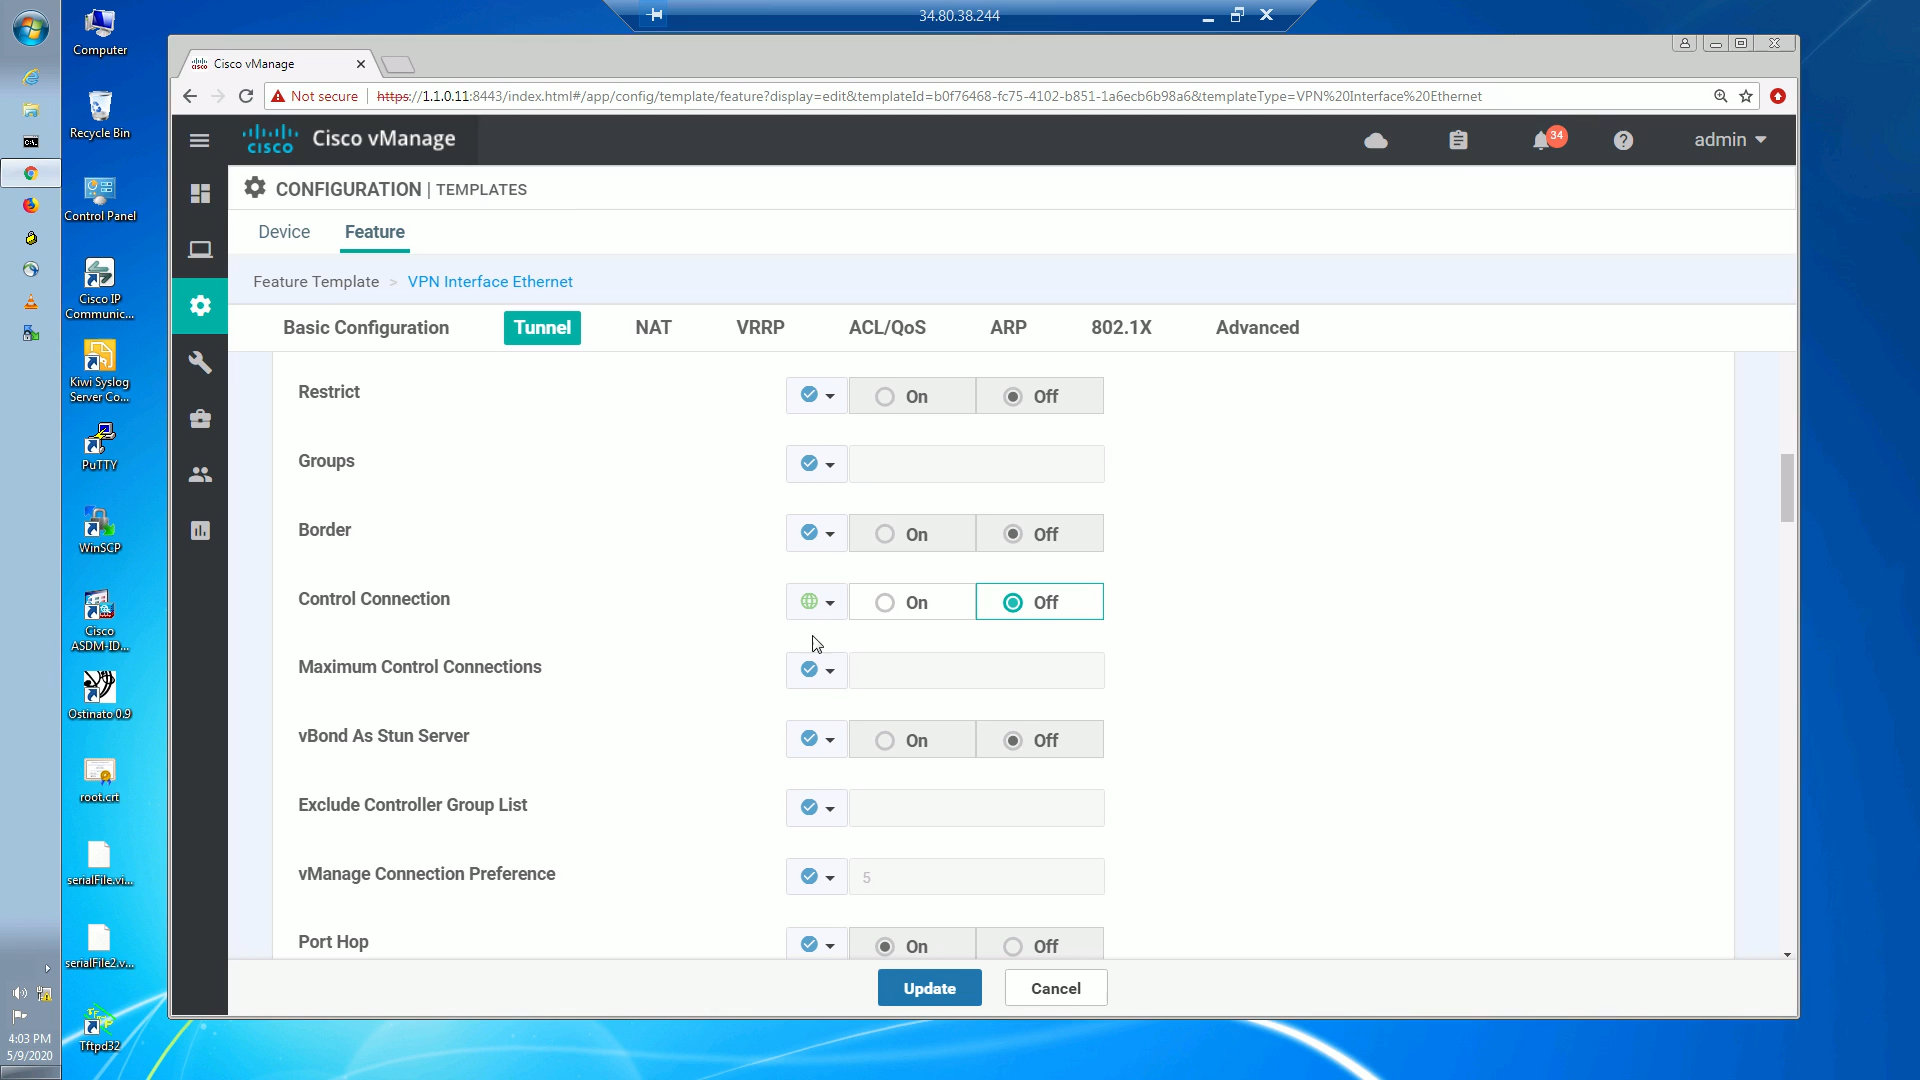 34.80.38.244
Computer
Recycle Bin
Control Panel
Cisco IP
Communic...
Kiwi Syslog
Server Co...
PuTTY
WinSCP
Cisco
ASDM-ID...
Ostinato 0.9
root.crt
serialFile.vi...
serialFile2.v...
Tftpd32
4:03 PM
5/9/2020
Cisco vManage
Not secure https://1.1.0.11:8443/index.html#/app/config/template/feature?display=edit&templateId=b0f76468-fc75-4102-b851-1a6ecb6b98a6&templateType=VPN%20Interface%20Ethernet
cisco Cisco vManage 34 admin
CONFIGURATION | TEMPLATES
Device Feature
Feature Template > VPN Interface Ethernet
Basic Configuration Tunnel NAT VRRP ACL/QoS ARP 802.1X Advanced
Restrict On Off
Groups
Border On Off
Control Connection On Off
Maximum Control Connections
vBond As Stun Server On Off
Exclude Controller Group List
vManage Connection Preference 5
Port Hop On Off
Update Cancel